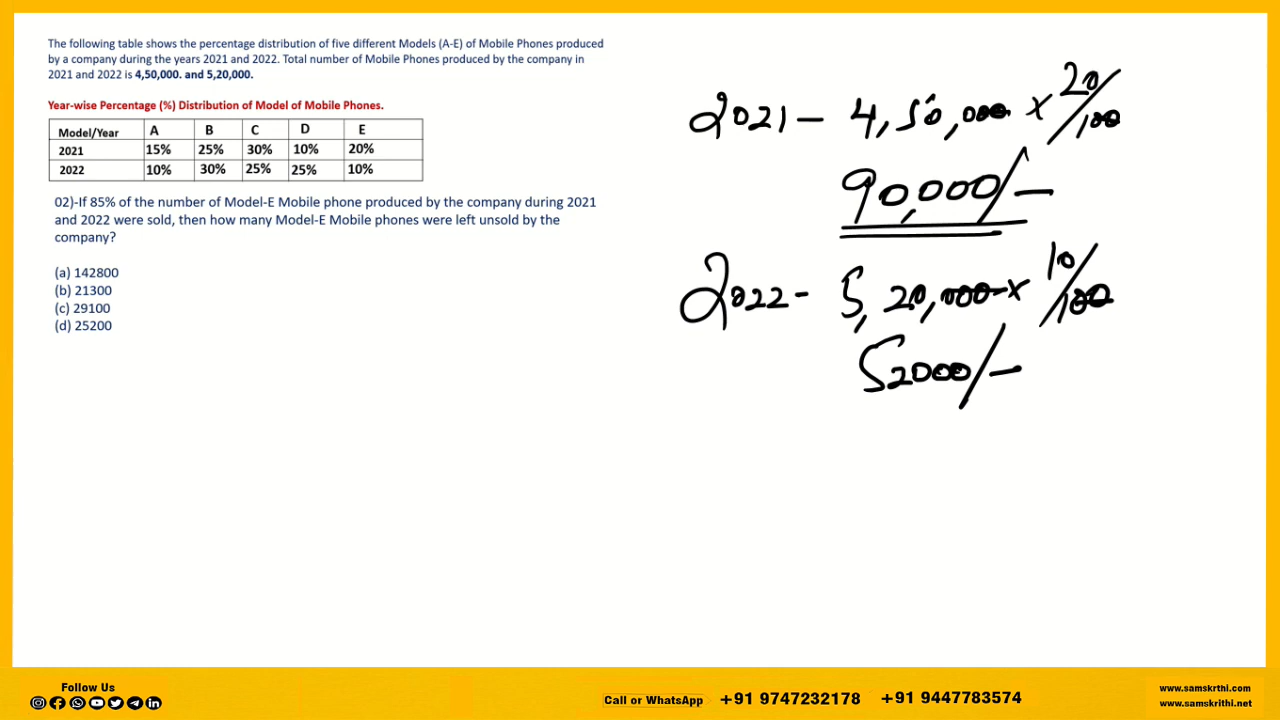 The following table shows the percentage distribution of five different Models (A-E) of Mobile Phones produced
by a company during the years 2021 and 2022. Total number of Mobile Phones produced by the company in
2021 and 2022 is 4,50,000. and 5,20,000.
Year-wise Percentage (%) Distribution of Model of Mobile Phones.
Model/Year A B C D E
2021 15% 25% 30% 10% 20%
2022 10% 30% 25% 25% 10%
02)-If 85% of the number of Model-E Mobile phone produced by the company during 2021
and 2022 were sold, then how many Model-E Mobile phones were left unsold by the
company?
(a) 142800
(b) 21300
(c) 29100
(d) 25200
2021 - 4,50,000 x 20/100
90,000/-
2022 - 5,20,000 x 10/100
52000/-
Follow Us
Call or WhatsApp +91 9747232178 +91 9447783574
www.samskrthi.com
www.samskrithi.net